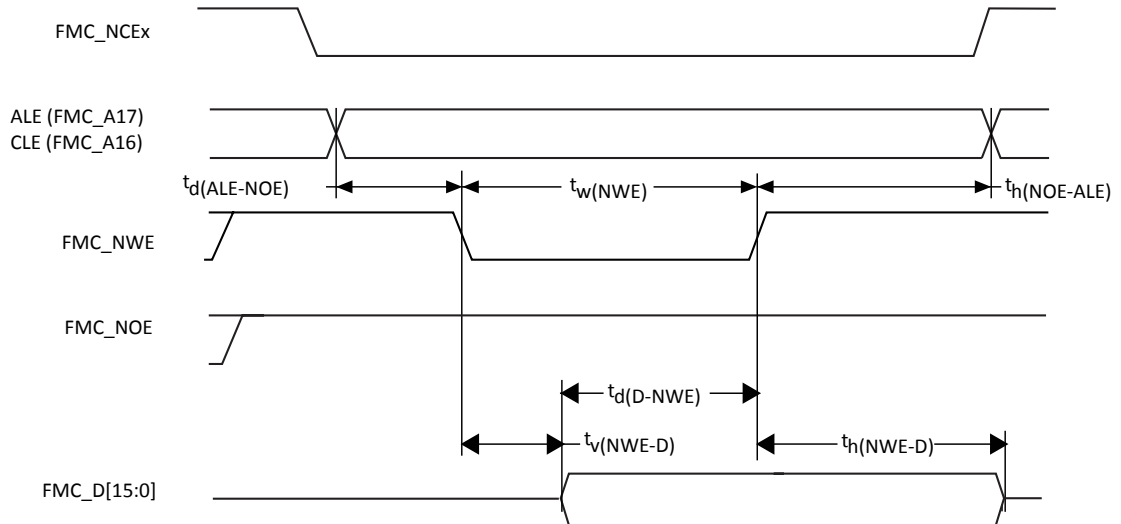 FMC_NCEx
ALE (FMC_A17)
CLE (FMC_A16)
td(ALE-NOE)
tw(NWE)
th(NOE-ALE)
FMC_NWE
FMC_NOE
td(D-NWE)
tv(NWE-D)
th(NWE-D)
FMC_D[15:0]